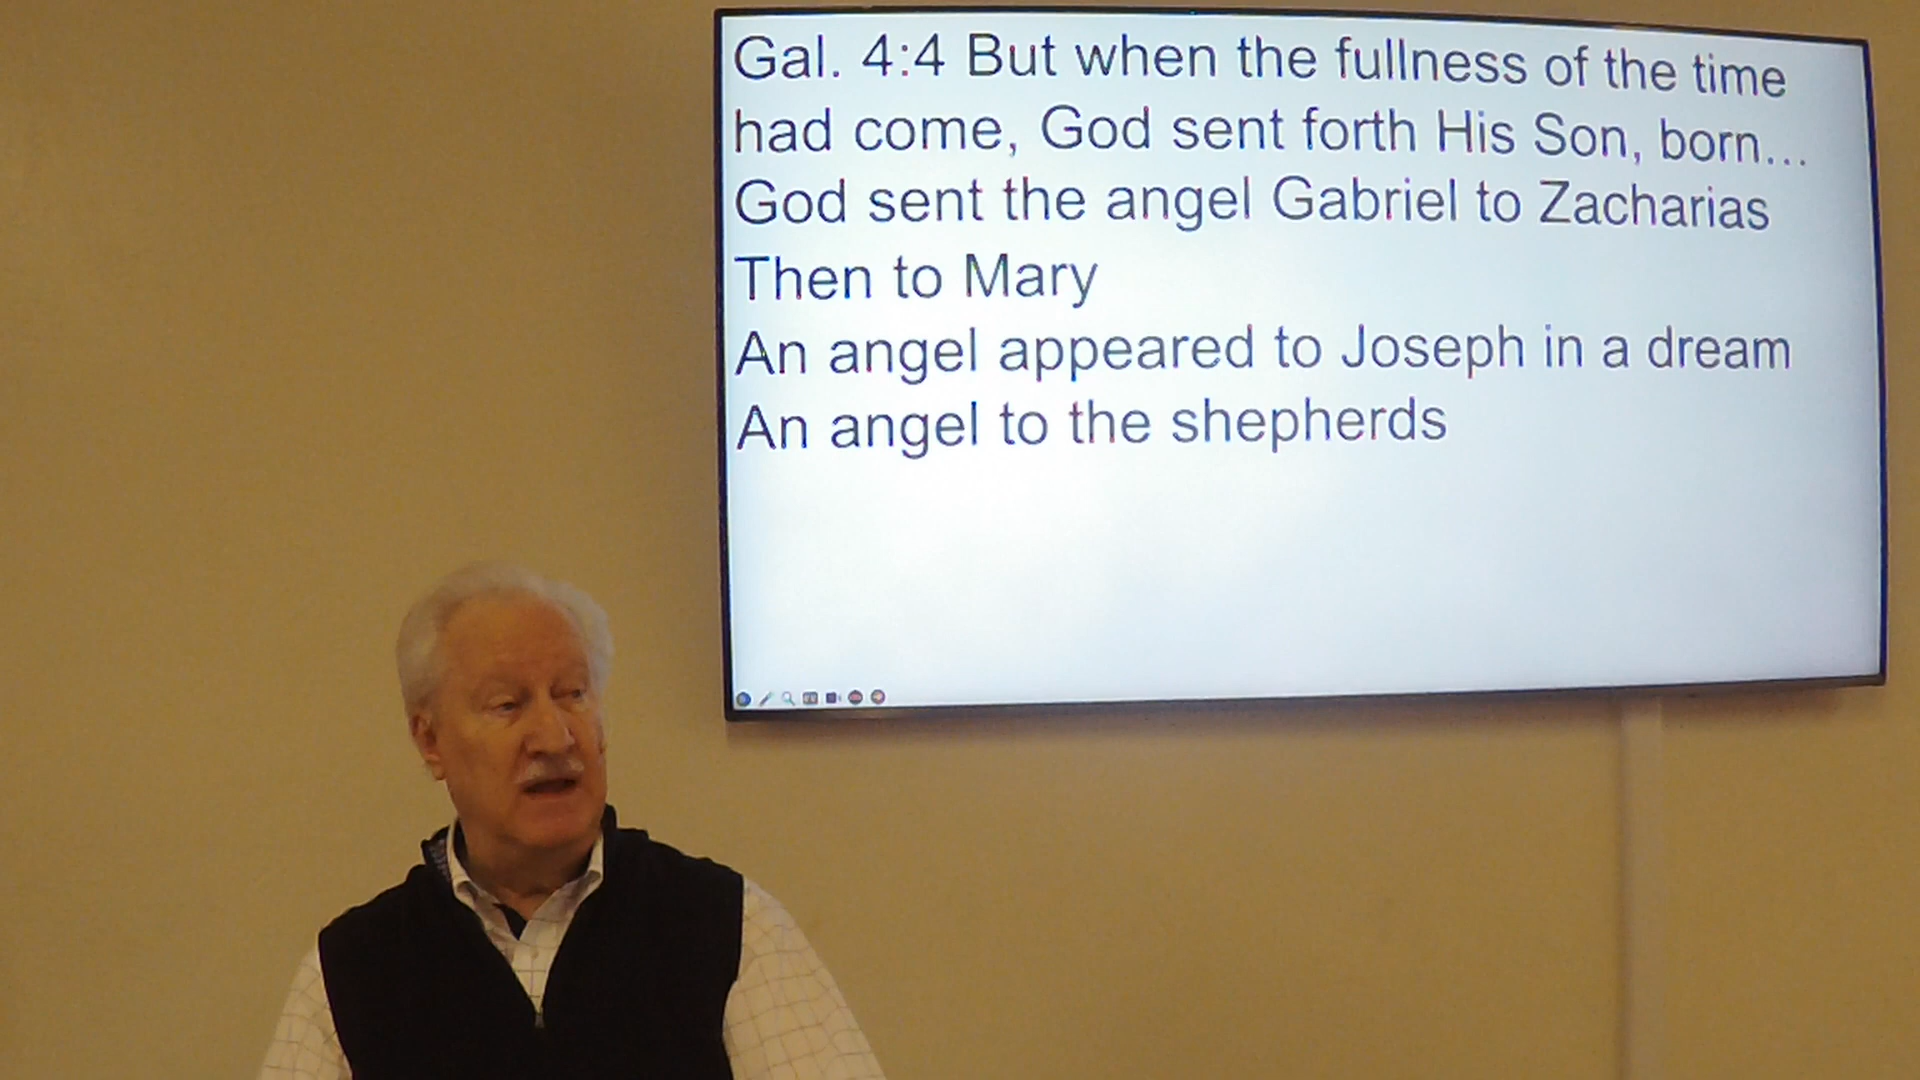 Gal. 4:4 But when the fullness of the time
had come, God sent forth His Son, born...
God sent the angel Gabriel to Zacharias
Then to Mary
An angel appeared to Joseph in a dream
An angel to the shepherds